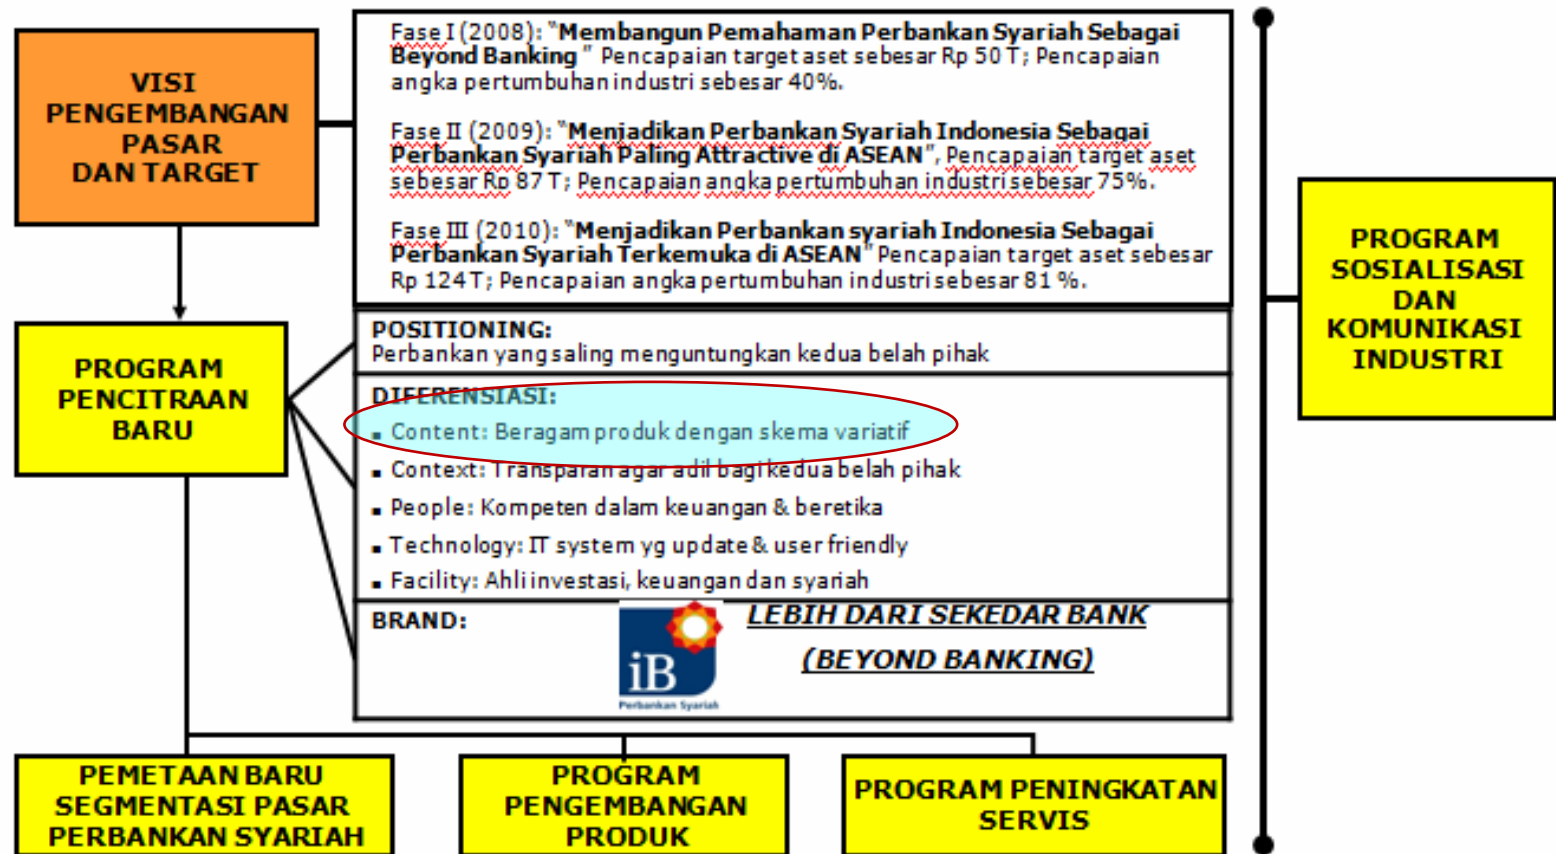 VISI
PENGEMBANGAN
PASAR
DAN TARGET
Fase I (2008): "Membangun Pemahaman Perbankan Syariah Sebagai
Beyond Banking " Pencapaian target aset sebesar Rp 50 T; Pencapaian
angka pertumbuhan industri sebesar 40%.
Fase II (2009): "Menjadikan Perbankan Syariah Indonesia Sebagai
Perbankan Syariah Paling Attractive di ASEAN", Pencapaian target aset
sebesar Rp 87 T; Pencapaian angka pertumbuhan industri sebesar 75%.
Fase III (2010): "Menjadikan Perbankan syariah Indonesia Sebagai
Perbankan Syariah Terkemuka di ASEAN" Pencapaian target aset sebesar
Rp 124 T; Pencapaian angka pertumbuhan industri sebesar 81 %.
PROGRAM
SOSIALISASI
DAN
KOMUNIKASI
INDUSTRI
PROGRAM
PENCITRAAN
BARU
POSITIONING:
Perbankan yang saling menguntungkan kedua belah pihak
DIFERENSIASI:
▪ Content: Beragam produk dengan skema variatif
▪ Context: Transparan agar adil bagi kedua belah pihak
▪ People: Kompeten dalam keuangan & beretika
▪ Technology: IT system yg update & user friendly
▪ Facility: Ahli investasi, keuangan dan syariah
BRAND:
iB
Perbankan Syariah
LEBIH DARI SEKEDAR BANK
(BEYOND BANKING)
PEMETAAN BARU
SEGMENTASI PASAR
PERBANKAN SYARIAH
PROGRAM
PENGEMBANGAN
PRODUK
PROGRAM PENINGKATAN
SERVIS